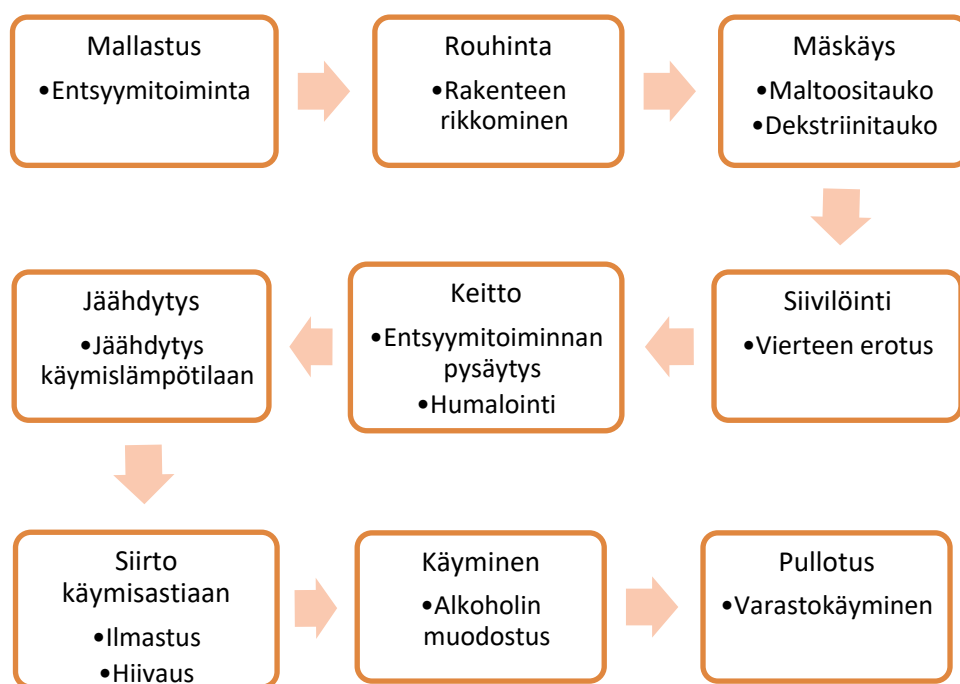 Mallastus
•Entsyymitoiminta
Rouhinta
•Rakenteen
rikkominen
Mäskäys
•Maltoositauko
•Dekstriinitauko
Siivilöinti
•Vierteen erotus
Keitto
•Entsyymitoiminnan
pysäytys
•Humalointi
Jäähdytys
•Jäähdytys
käymislämpötilaan
Siirto
käymisastiaan
•Ilmastus
•Hiivaus
Käyminen
•Alkoholin
muodostus
Pullotus
•Varastokäyminen